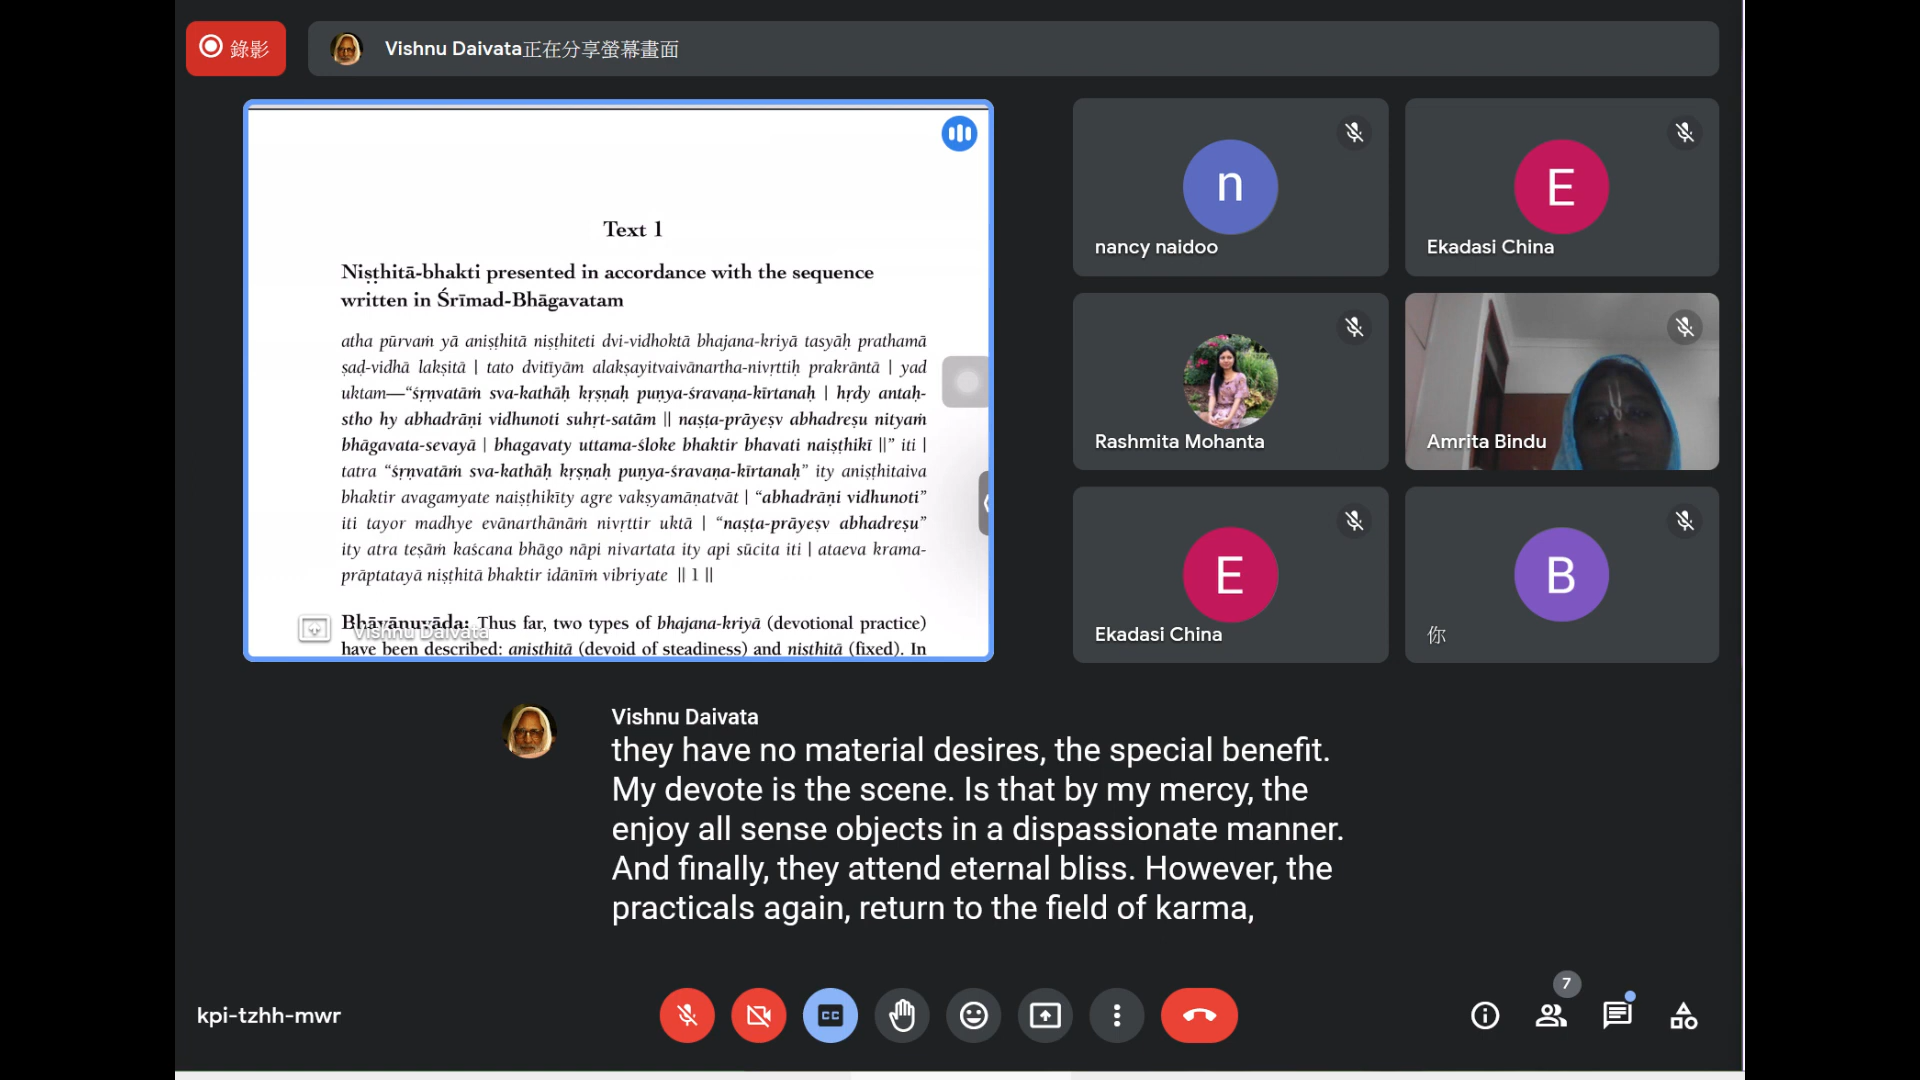 錄影
Vishnu Daivata正在分享螢幕畫面
Text 1
Niṣṭhitā-bhakti presented in accordance with the sequence
written in Śrīmad-Bhāgavatam
atha pūrvaṁ yā aniṣṭhitā niṣṭhiteti dvi-vidhoktā bhajana-kriyā tasyāḥ prathamā
ṣaḍ-vidhā lakṣitā | tato dvitīyām alakṣayitvaivānartha-nivṛttiḥ prakrāntā | yad
uktam—“śṛṇvatāṁ sva-kathāḥ kṛṣṇaḥ puṇya-śravaṇa-kīrtanaḥ | hṛdy antaḥ-
stho hy abhadrāṇi vidhunoti suhṛt-satām || naṣṭa-prāyeṣv abhadreṣu nityaṁ
bhāgavata-sevayā | bhagavaty uttama-śloke bhaktir bhavati naiṣṭhikī ||” iti |
tatra “śṛṇvatāṁ sva-kathāḥ kṛṣṇaḥ puṇya-śravaṇa-kīrtanaḥ” ity aniṣṭhitaiva
bhaktir avagamyate naiṣṭhikīty agre vakṣyamāṇatvāt | “abhadrāṇi vidhunoti”
iti tayor madhye evānarthānāṁ nivṛttir uktā | “naṣṭa-prāyeṣv abhadreṣu”
ity atra teṣāṁ kaścana bhāgo nāpi nivartata ity api sūcita iti | ataeva krama-
prāptatayā niṣṭhitā bhaktir idānīṁ vibriyate || 1 ||
Bhāvānuvāda: Thus far, two types of bhajana-kriyā (devotional practice)
have been described: aniṣṭhitā (devoid of steadiness) and niṣṭhitā (fixed). In
Vishnu Daivata
n
nancy naidoo
E
Ekadasi China
Rashmita Mohanta
Amrita Bindu
E
Ekadasi China
B
你
Vishnu Daivata
they have no material desires, the special benefit.
My devote is the scene. Is that by my mercy, the
enjoy all sense objects in a dispassionate manner.
And finally, they attend eternal bliss. However, the
practicals again, return to the field of karma,
kpi-tzhh-mwr
CC
7